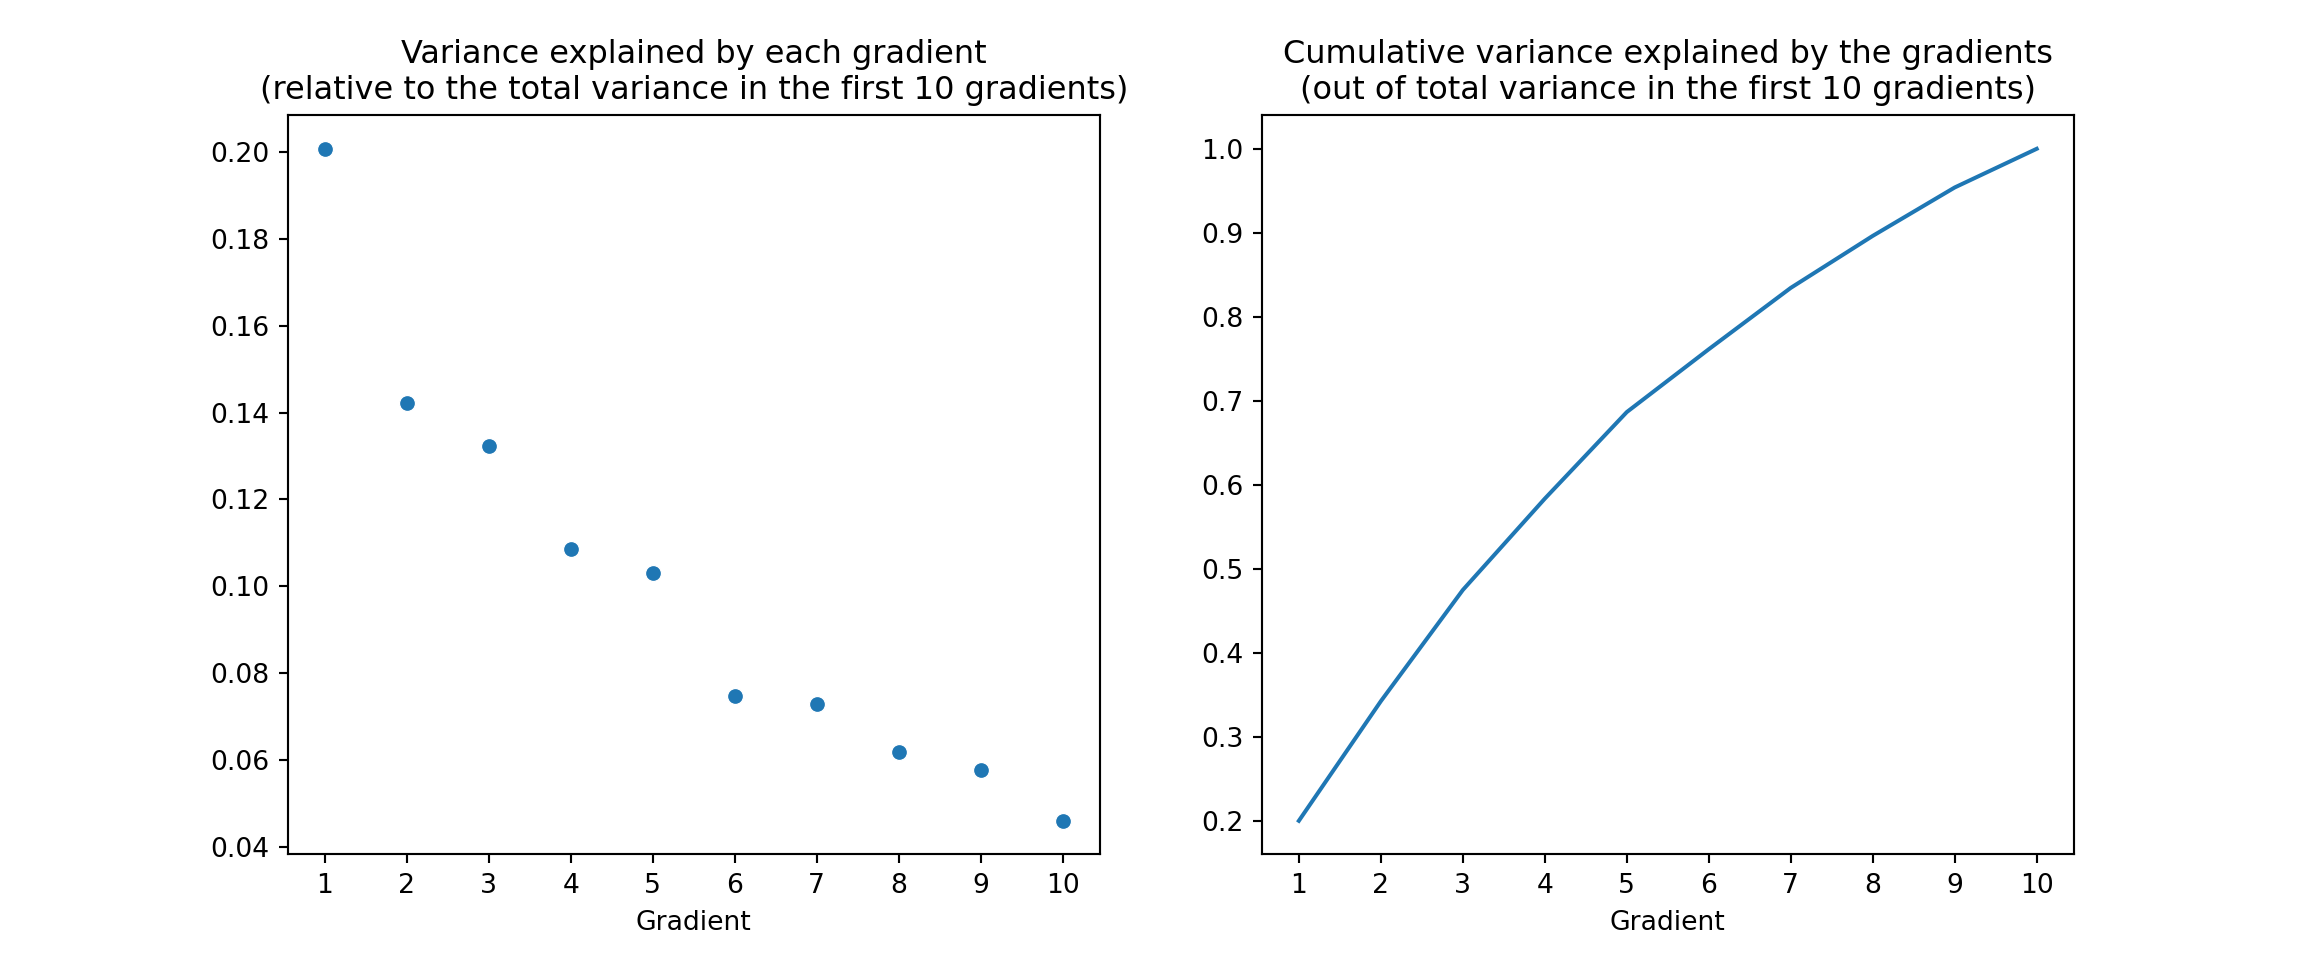 Variance explained by each gradient
(relative to the total variance in the first 10 gradients)
0.20
0.18
0.16
0.14
0.12
0.10
0.08
0.06
0.04
1 2 3 4 5 6 7 8 9 10
Gradient
Cumulative variance explained by the gradients
(out of total variance in the first 10 gradients)
1.0
0.9
0.8
0.7
0.6
0.5
0.4
0.3
0.2
1 2 3 4 5 6 7 8 9 10
Gradient